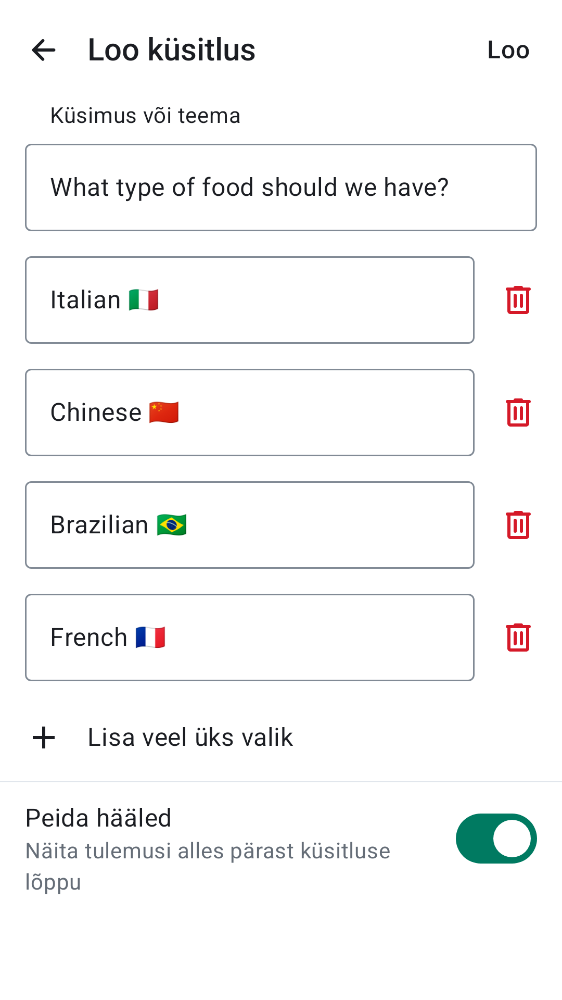 Loo küsitlus
Loo
Küsimus või teema
What type of food should we have?
Italian 🇮🇹
Chinese 🇨🇳
Brazilian 🇧🇷
French 🇫🇷
Lisa veel üks valik
Peida hääled
Näita tulemusi alles pärast küsitluse
lõppu